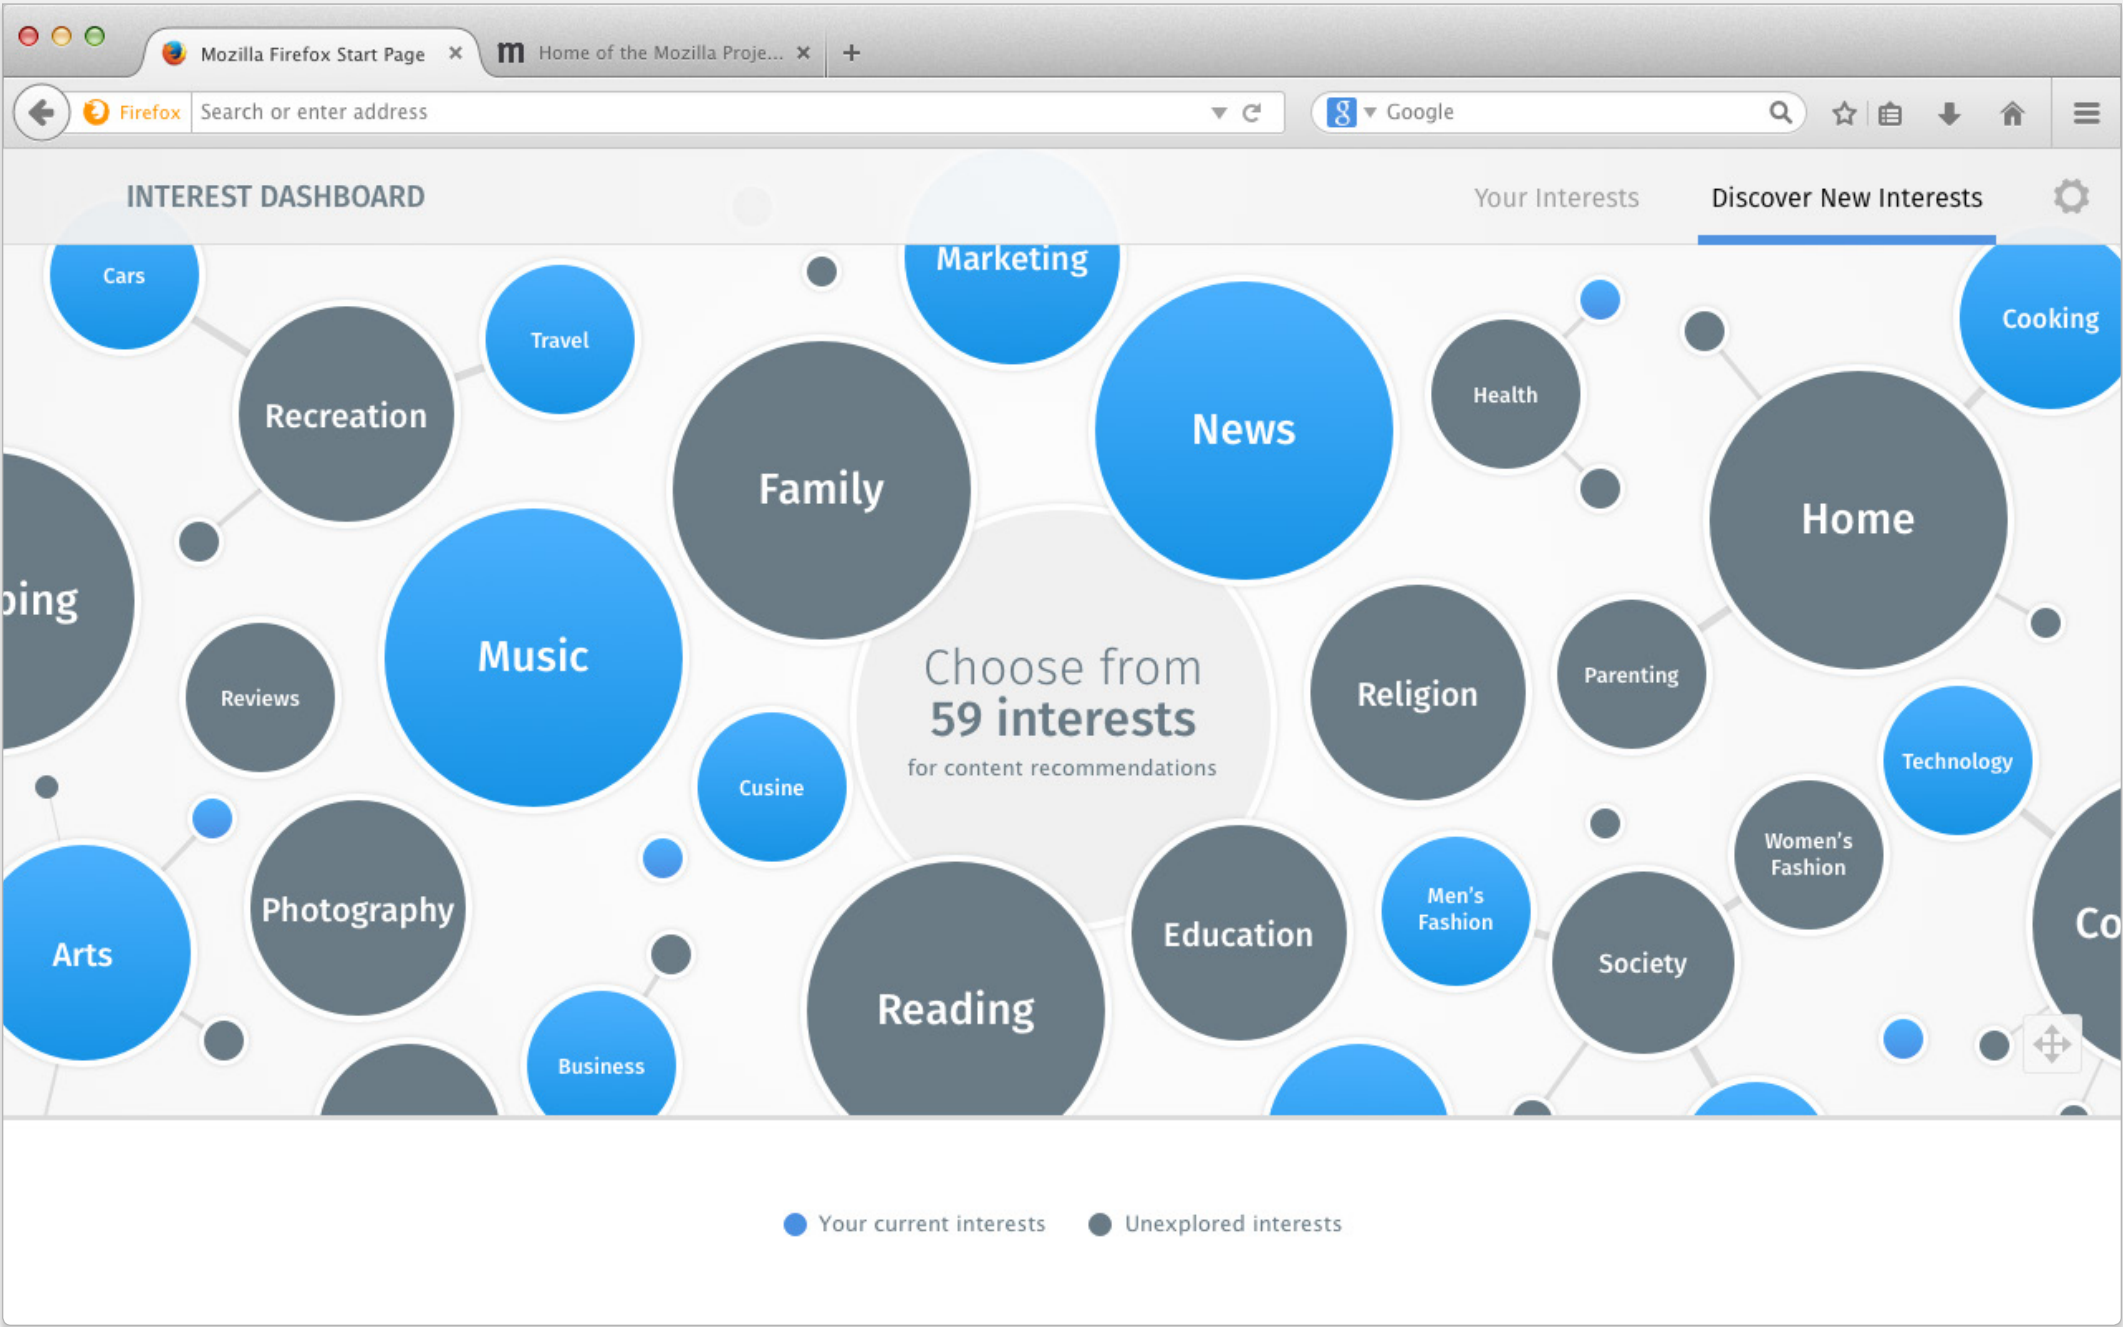 Mozilla Firefox Start Page
m Home of the Mozilla Proje...
Firefox
Search or enter address
g Google
INTEREST DASHBOARD
Your Interests
Discover New Interests
Cars
Marketing
Cooking
Travel
Recreation
Health
News
Family
Home
ping
Music
Reviews
Choose from
59 interests
for content recommendations
Religion
Parenting
Technology
Cusine
Women's
Fashion
Men's
Fashion
Photography
Arts
Education
Society
Co
Reading
Business
Your current interests
Unexplored interests